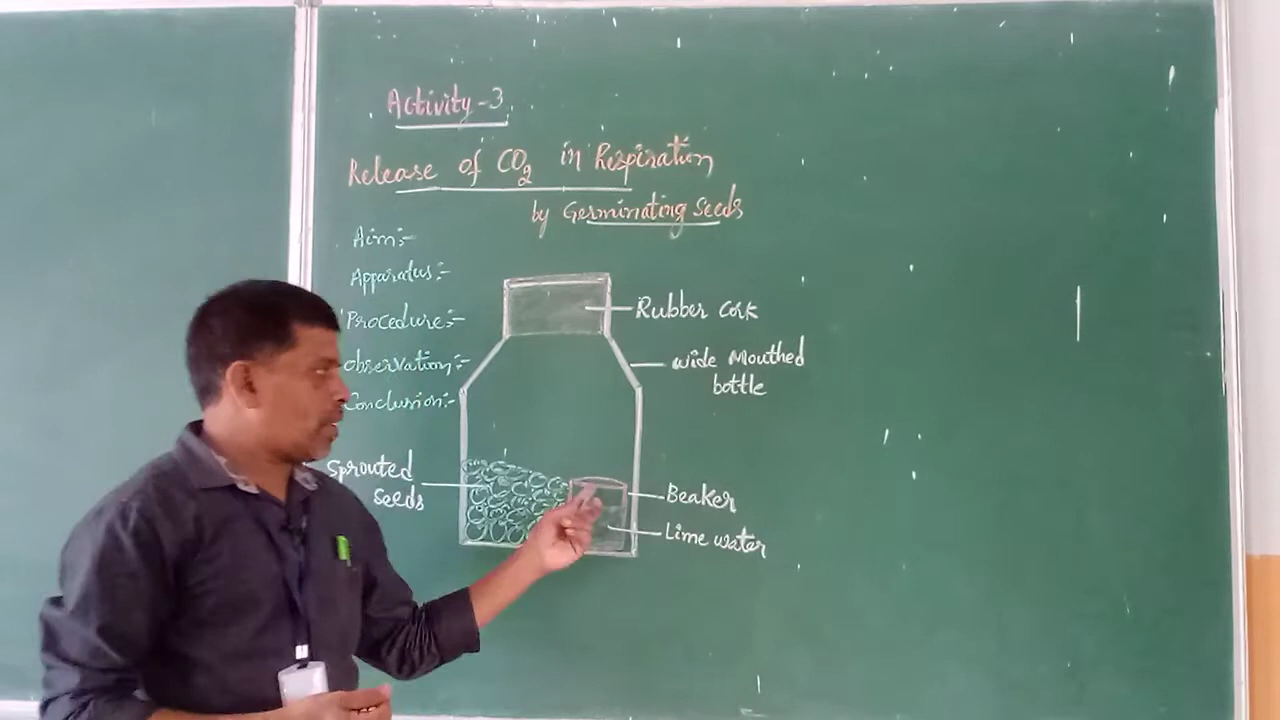 Activity-3
Release of CO2 in Respiration
by Germinating Seeds
Aim:-
Apparatus:-
Procedure:-
Observation:-
Conclusion:-
Rubber Cork
wide Mouthed
bottle
Sprouted
seeds
Beaker
Lime water